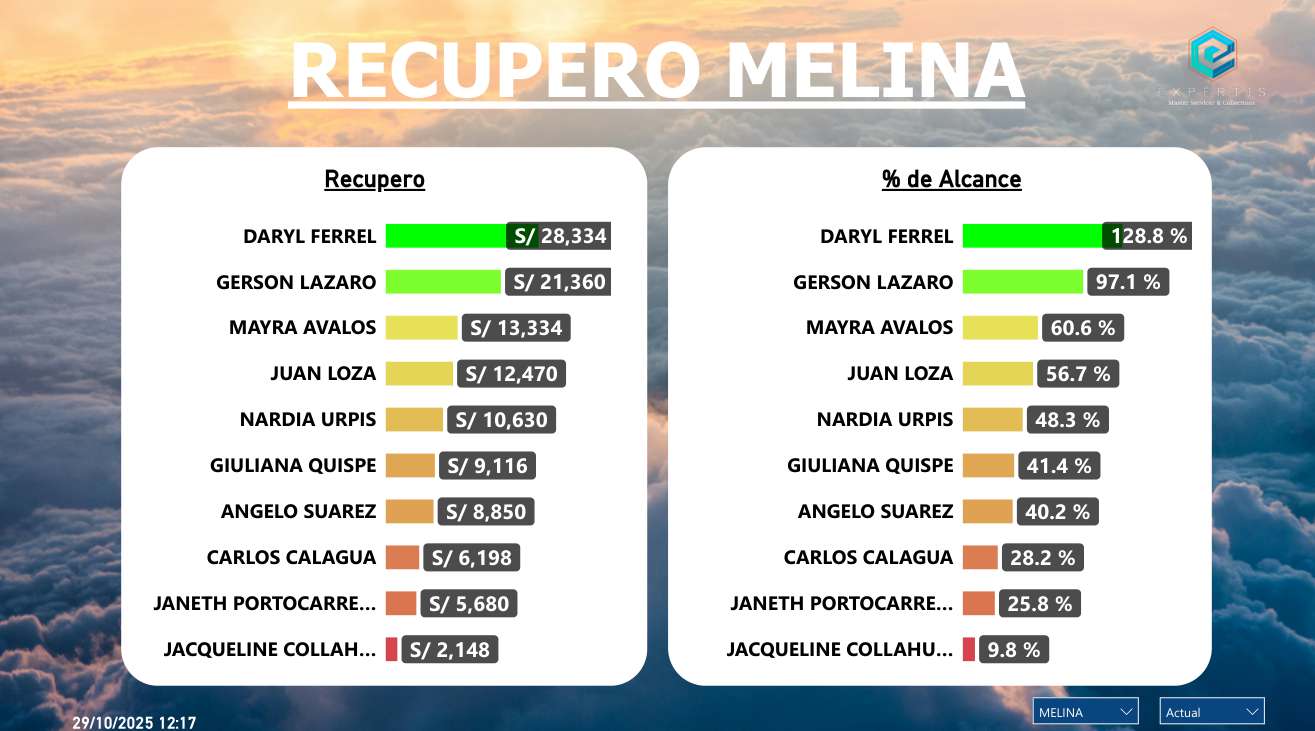 RECUPERO MELINA
EXPERTIS
Master Servicer & Collections
Recupero
DARYL FERREL S/ 28,334
GERSON LAZARO S/ 21,360
MAYRA AVALOS S/ 13,334
JUAN LOZA S/ 12,470
NARDIA URPIS S/ 10,630
GIULIANA QUISPE S/ 9,116
ANGELO SUAREZ S/ 8,850
CARLOS CALAGUA S/ 6,198
JANETH PORTOCARRE... S/ 5,680
JACQUELINE COLLAH... S/ 2,148
% de Alcance
DARYL FERREL 128.8 %
GERSON LAZARO 97.1 %
MAYRA AVALOS 60.6 %
JUAN LOZA 56.7 %
NARDIA URPIS 48.3 %
GIULIANA QUISPE 41.4 %
ANGELO SUAREZ 40.2 %
CARLOS CALAGUA 28.2 %
JANETH PORTOCARRE... 25.8 %
JACQUELINE COLLAHU... 9.8 %
29/10/2025 12:17
MELINA
Actual